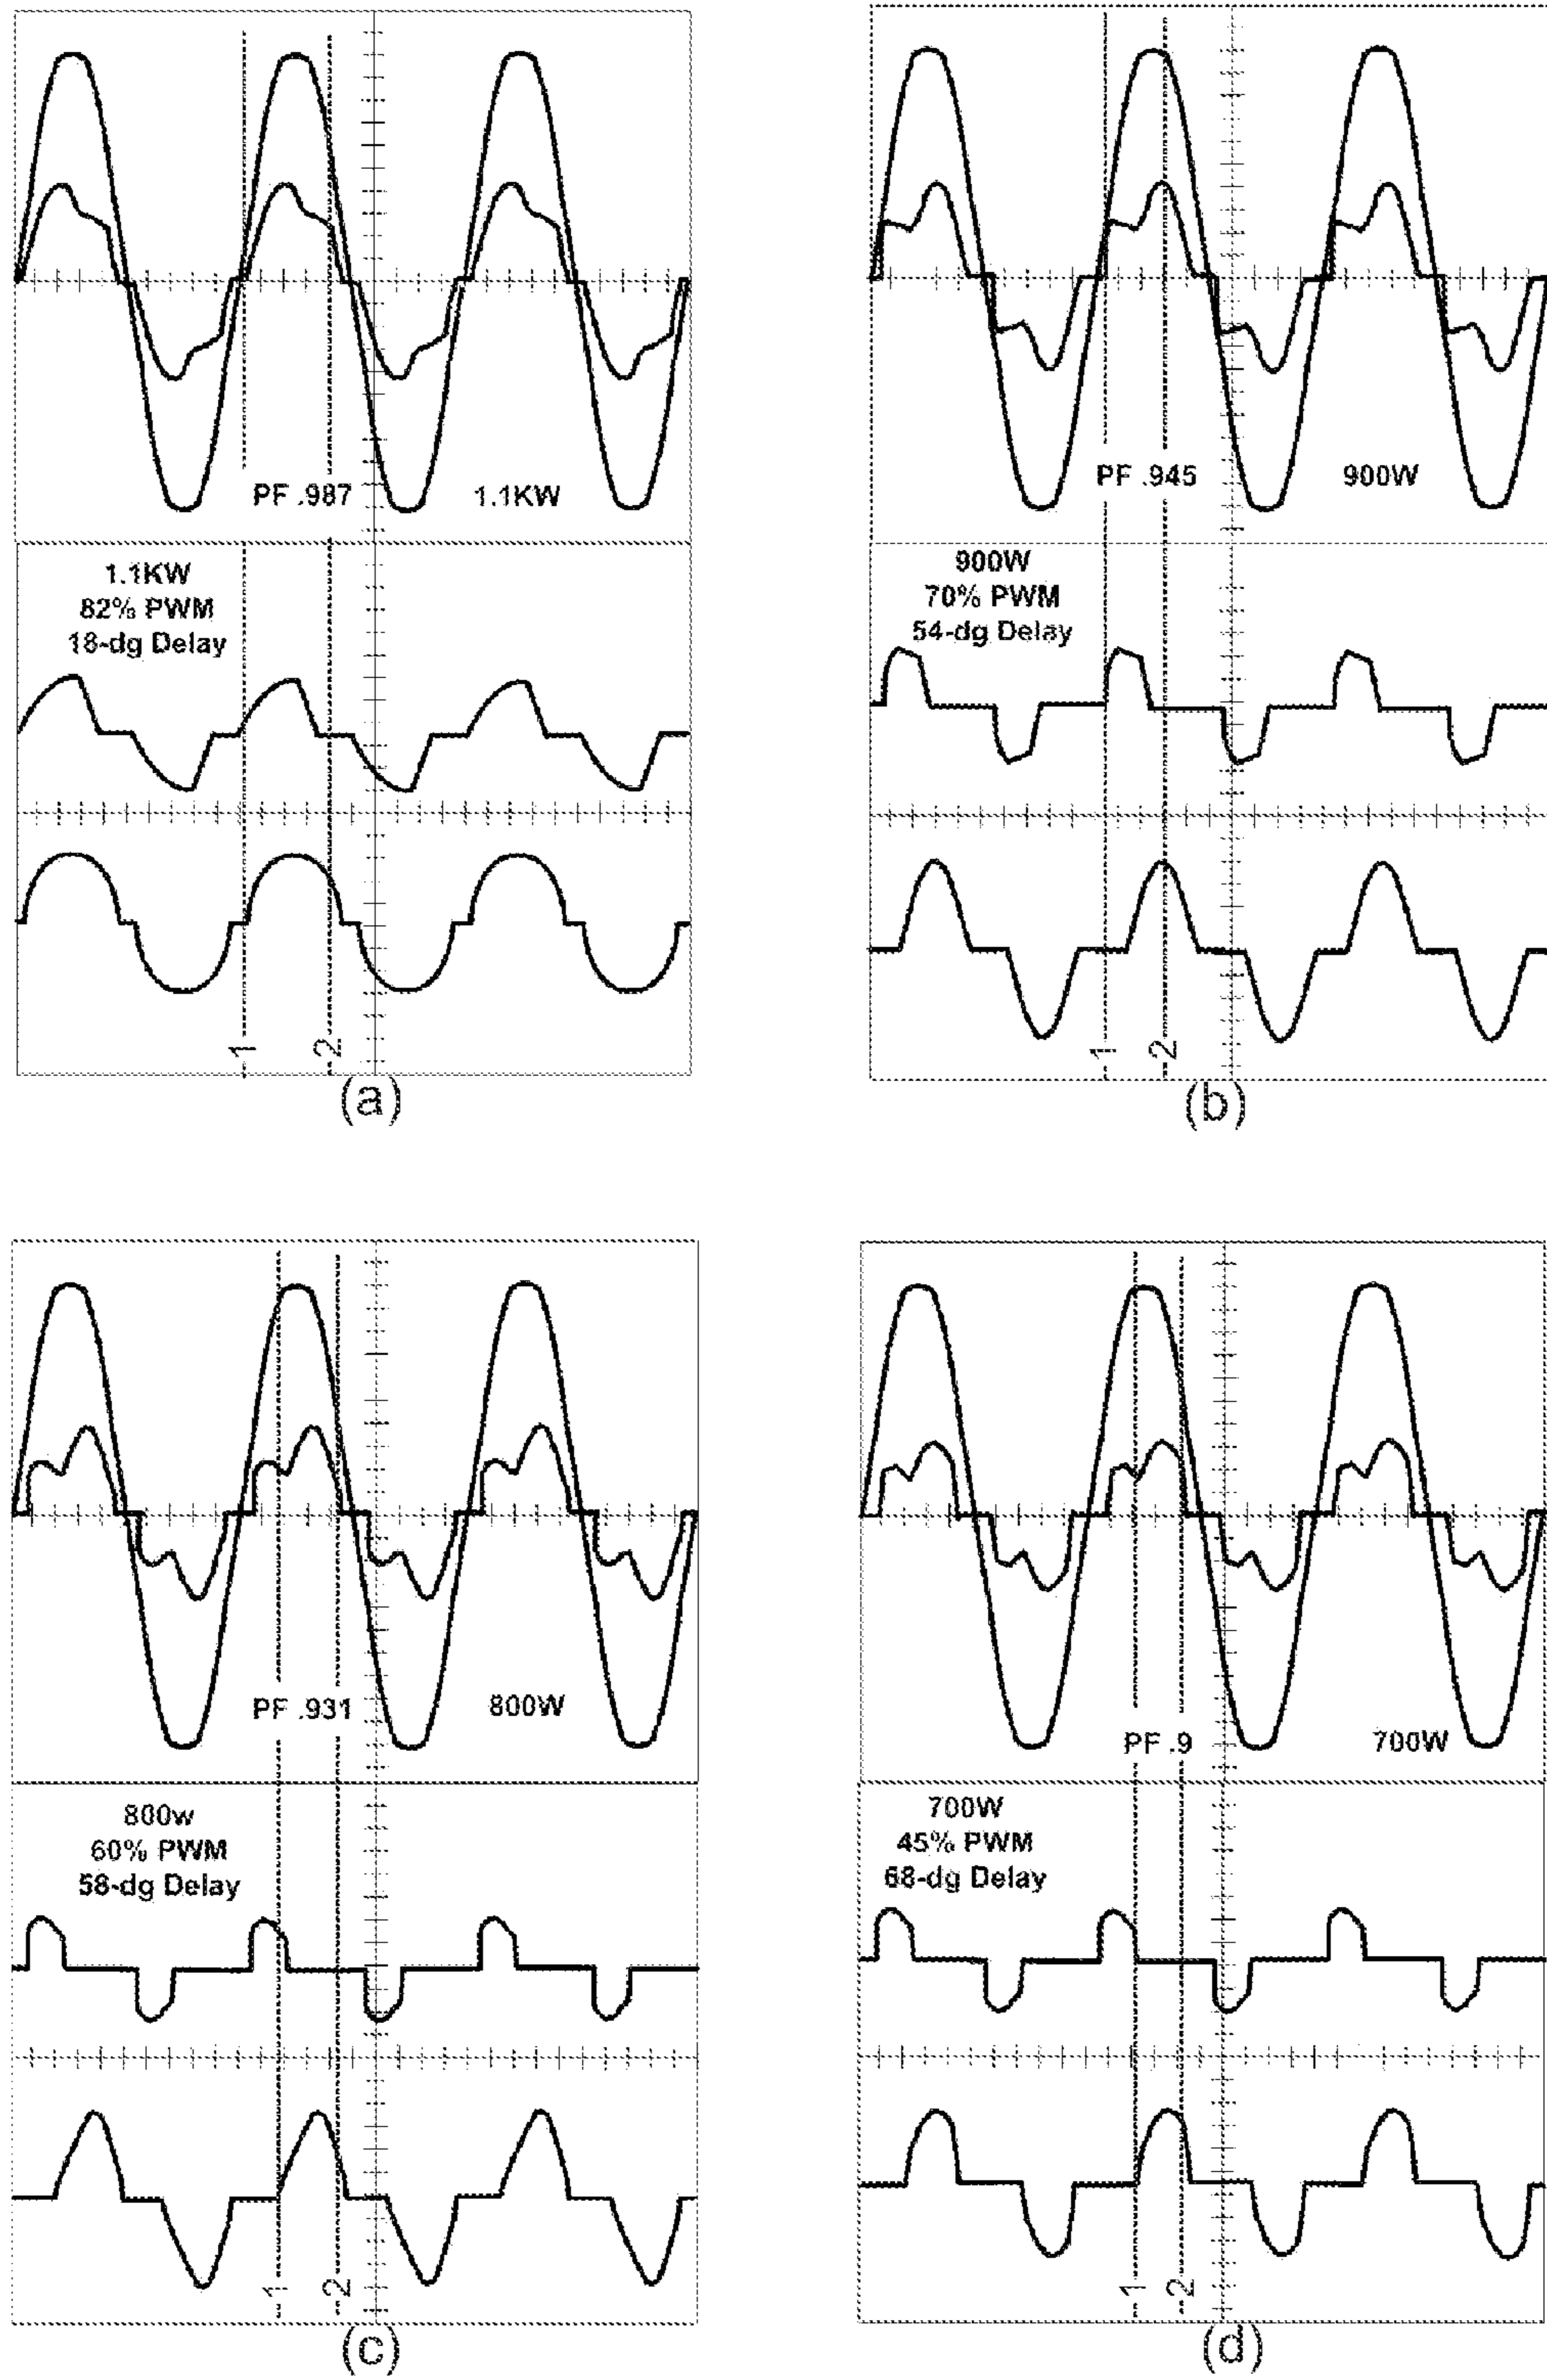 PF .987
1.1KW
1.1KW
82% PWM
18-dg Delay
1
2
(a)
PF .945
900W
900W
70% PWM
54-dg Delay
1
2
(b)
PF .931
800W
800w
60% PWM
58-dg Delay
1
2
(c)
PF .9
700W
700W
45% PWM
68-dg Delay
1
2
(d)